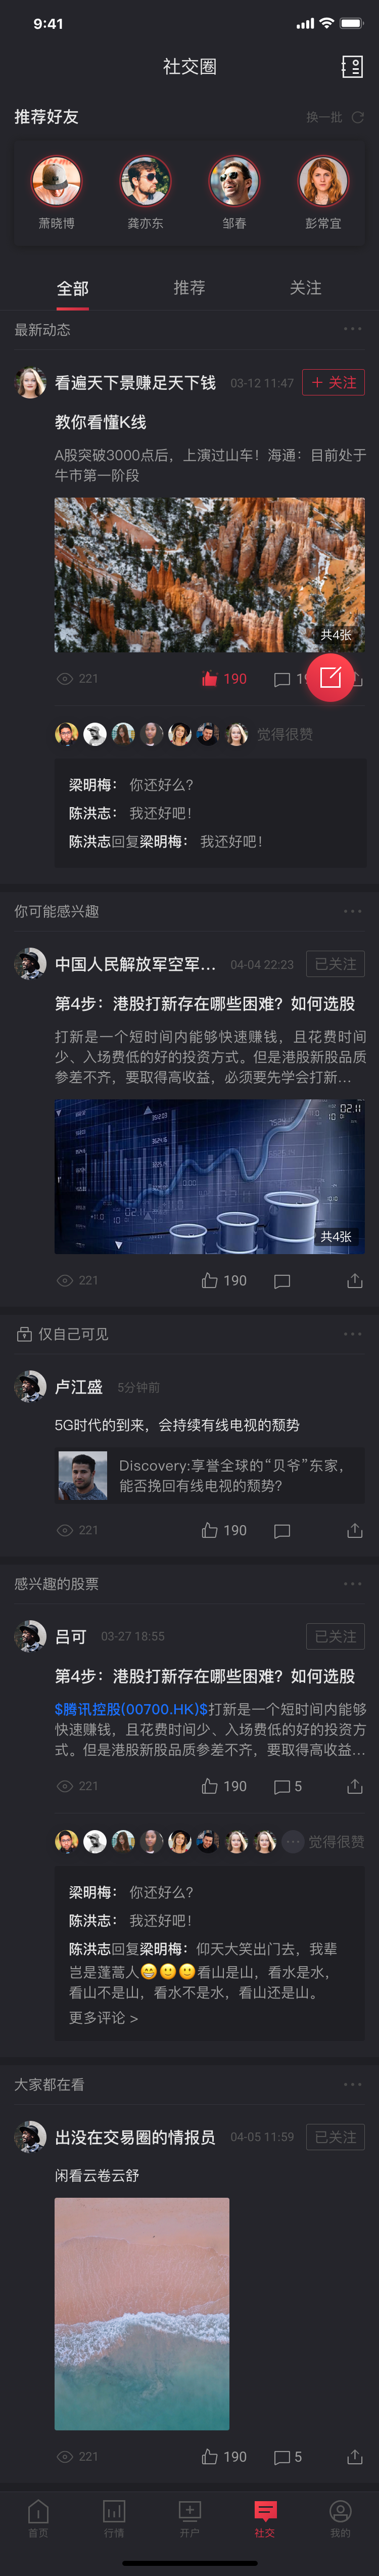 9:41
社交圈
推荐好友
换一批
萧晓博
龚亦东
邹春
彭常宜
全部
推荐
关注
最新动态
看遍天下景赚足天下钱 03-12 11:47 + 关注
教你看懂K线
A股突破3000点后，上演过山车！海通：目前处于
牛市第一阶段
共4张
221 190
觉得很赞
梁明梅： 你还好么？
陈洪志： 我还好吧！
陈洪志回复梁明梅： 我还好吧！
你可能感兴趣
中国人民解放军空军... 04-04 22:23 已关注
第4步：港股打新存在哪些困难？如何选股
打新是一个短时间内能够快速赚钱，且花费时间
少、入场费低的好的投资方式。但是港股新股品质
参差不齐，要取得高收益，必须要先学会打新...
共4张
221 190
仅自己可见
卢江盛 5分钟前
5G时代的到来，会持续有线电视的颓势
Discovery:享誉全球的“贝爷”东家，
能否挽回有线电视的颓势？
221 190
感兴趣的股票
吕可 03-27 18:55 已关注
第4步：港股打新存在哪些困难？如何选股
$腾讯控股(00700.HK)$打新是一个短时间内能够
快速赚钱，且花费时间少、入场费低的好的投资方
式。但是港股新股品质参差不齐，要取得高收益...
221 190 5
觉得很赞
梁明梅： 你还好么？
陈洪志： 我还好吧！
陈洪志回复梁明梅：仰天大笑出门去，我辈
岂是蓬蒿人😁🙂🙂看山是山，看水是水，
看山不是山，看水不是水，看山还是山。
更多评论 >
大家都在看
出没在交易圈的情报员 04-05 11:59 已关注
闲看云卷云舒
221 190 5
首页
行情
开户
社交
我的